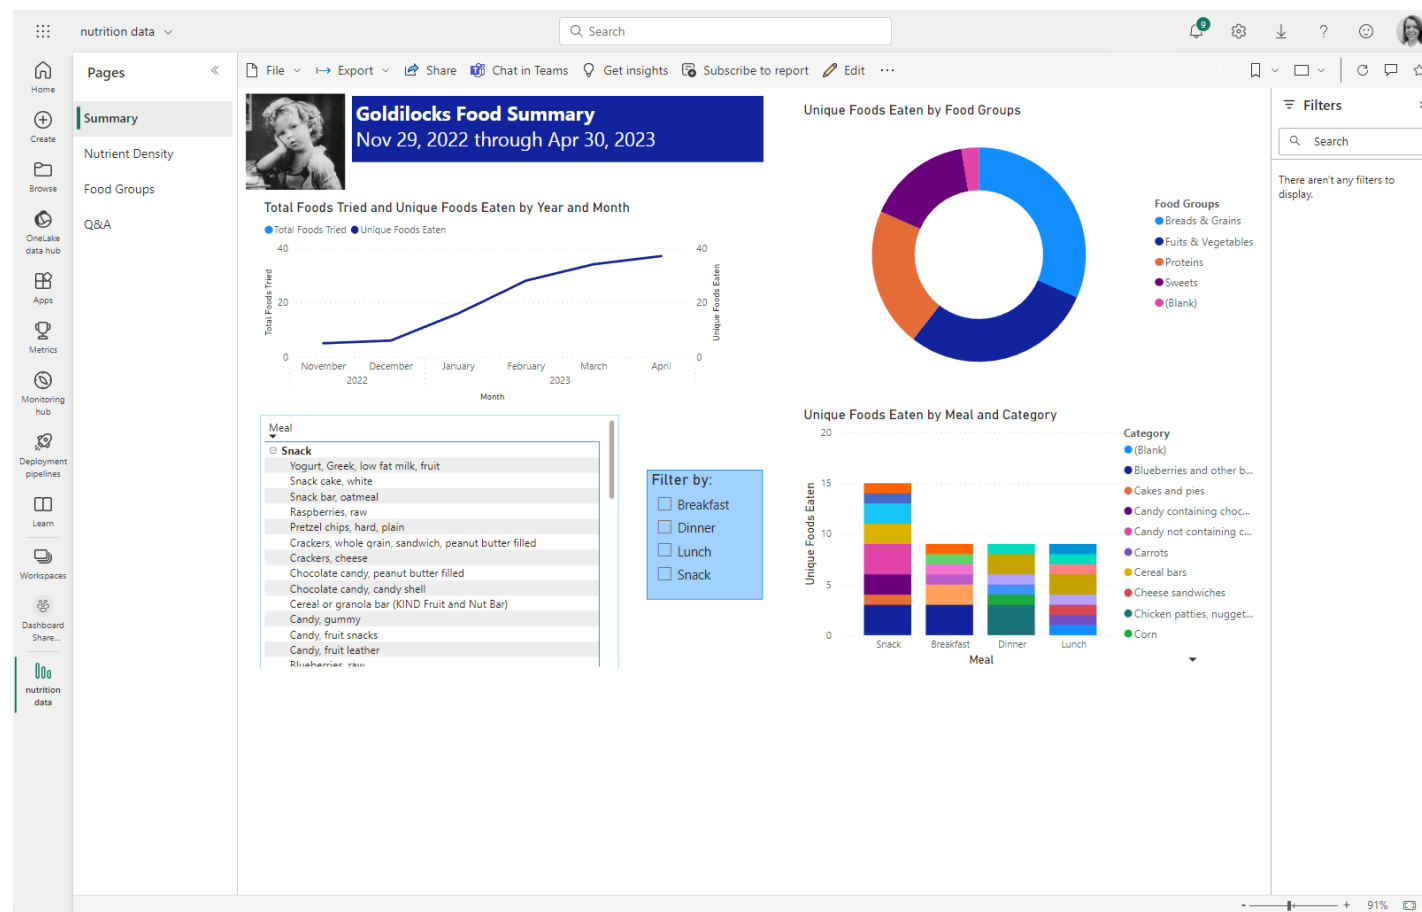 nutrition data
Search
9
Home
Create
Browse
OneLake
data hub
Apps
Metrics
Monitoring
hub
Deployment
pipelines
Learn
Workspaces
Dashboard
Share...
nutrition
data
Pages
Summary
Nutrient Density
Food Groups
Q&A
File Export Share Chat in Teams Get insights Subscribe to report Edit ...
Goldilocks Food Summary
Nov 29, 2022 through Apr 30, 2023
Total Foods Tried and Unique Foods Eaten by Year and Month
Total Foods Tried Unique Foods Eaten
40 40
20 20
0 0
Total Foods Tried
Unique Foods Eaten
November December January February March April
2022 2023
Month
Unique Foods Eaten by Food Groups
Food Groups
Breads & Grains
Fuits & Vegetables
Proteins
Sweets
(Blank)
Meal
Snack
Yogurt, Greek, low fat milk, fruit
Snack cake, white
Snack bar, oatmeal
Raspberries, raw
Pretzel chips, hard, plain
Crackers, whole grain, sandwich, peanut butter filled
Crackers, cheese
Chocolate candy, peanut butter filled
Chocolate candy, candy shell
Cereal or granola bar (KIND Fruit and Nut Bar)
Candy, gummy
Candy, fruit snacks
Candy, fruit leather
Blueberries, raw
Filter by:
Breakfast
Dinner
Lunch
Snack
Unique Foods Eaten by Meal and Category
20
15
10
5
0
Unique Foods Eaten
Snack Breakfast Dinner Lunch
Meal
Category
(Blank)
Blueberries and other b...
Cakes and pies
Candy containing choc...
Candy not containing c...
Carrots
Cereal bars
Cheese sandwiches
Chicken patties, nugget...
Corn
Filters
Search
There aren't any filters to
display.
- + 91%